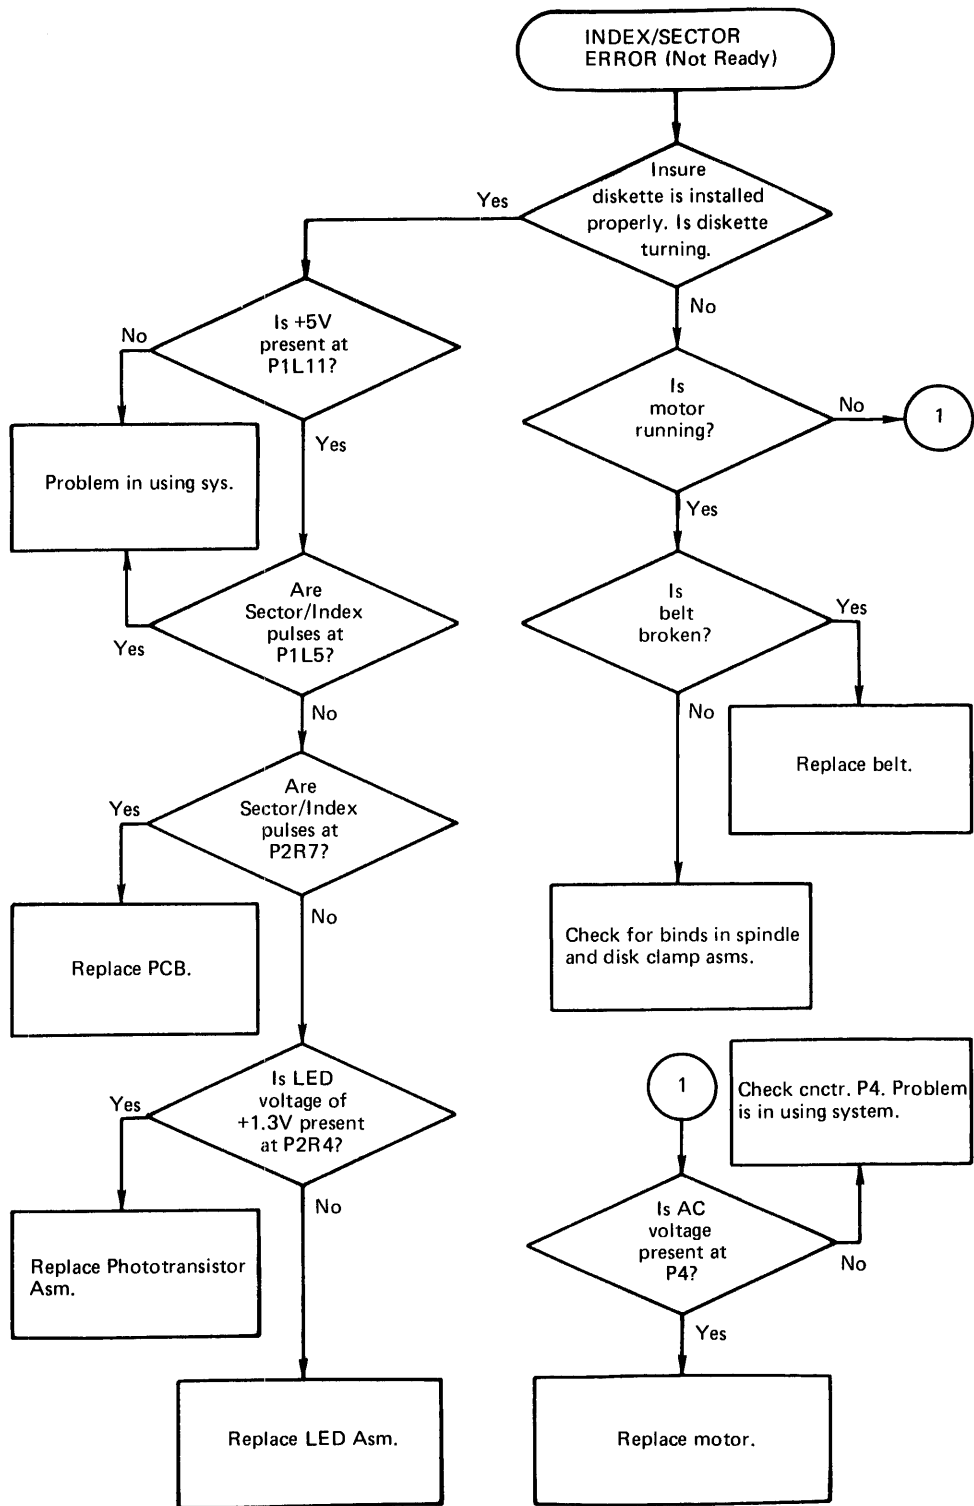 INDEX/SECTOR
ERROR (Not Ready)
Insure
diskette is installed
properly. Is diskette
turning.
Yes
No
Is +5V
present at
P1L11?
No
Yes
Is
motor
running?
No
1
Yes
Problem in using sys.
Are
Sector/Index
pulses at
P1L5?
Yes
No
Is
belt
broken?
Yes
No
Replace belt.
Are
Sector/Index
pulses at
P2R7?
Yes
No
Replace PCB.
Check for binds in spindle
and disk clamp asms.
Is LED
voltage of
+1.3V present
at P2R4?
Yes
No
Replace Phototransistor
Asm.
Replace LED Asm.
1
Check cnctr. P4. Problem
is in using system.
Is AC
voltage
present at
P4?
No
Yes
Replace motor.